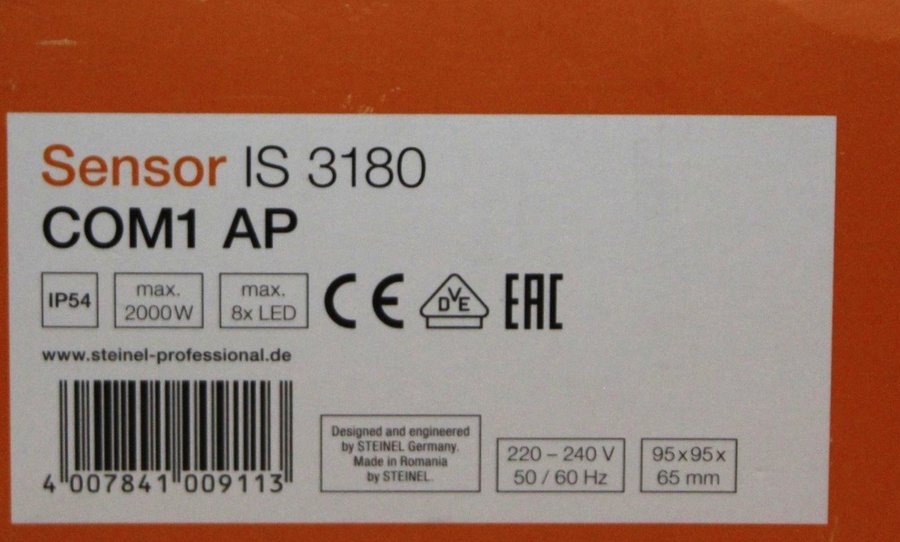 Sensor IS 3180
COM1 AP
IP54
max.
2000W
max.
8x LED
CE
DVE
EAC
www.steinel-professional.de
4 007841 009113
Designed and engineered
by STEINEL Germany.
Made in Romania
by STEINEL.
220 – 240 V
50 / 60 Hz
95x95x
65 mm